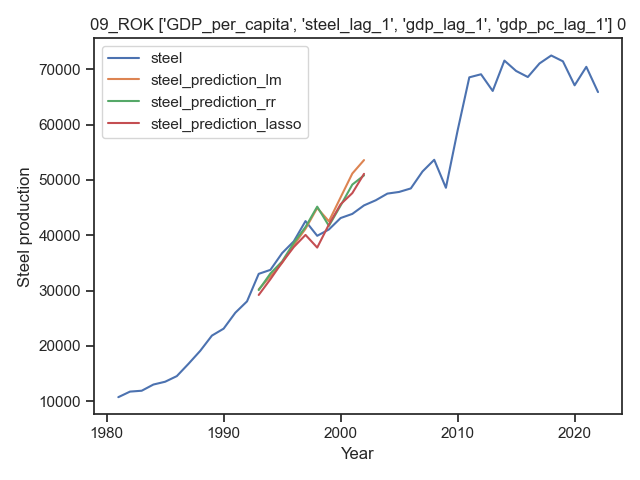 09_ROK ['GDP_per_capita', 'steel_lag_1', 'gdp_lag_1', 'gdp_pc_lag_1'] 0
steel
steel_prediction_lm
steel_prediction_rr
steel_prediction_lasso
Steel production
70000
60000
50000
40000
30000
20000
10000
1980
1990
2000
2010
2020
Year